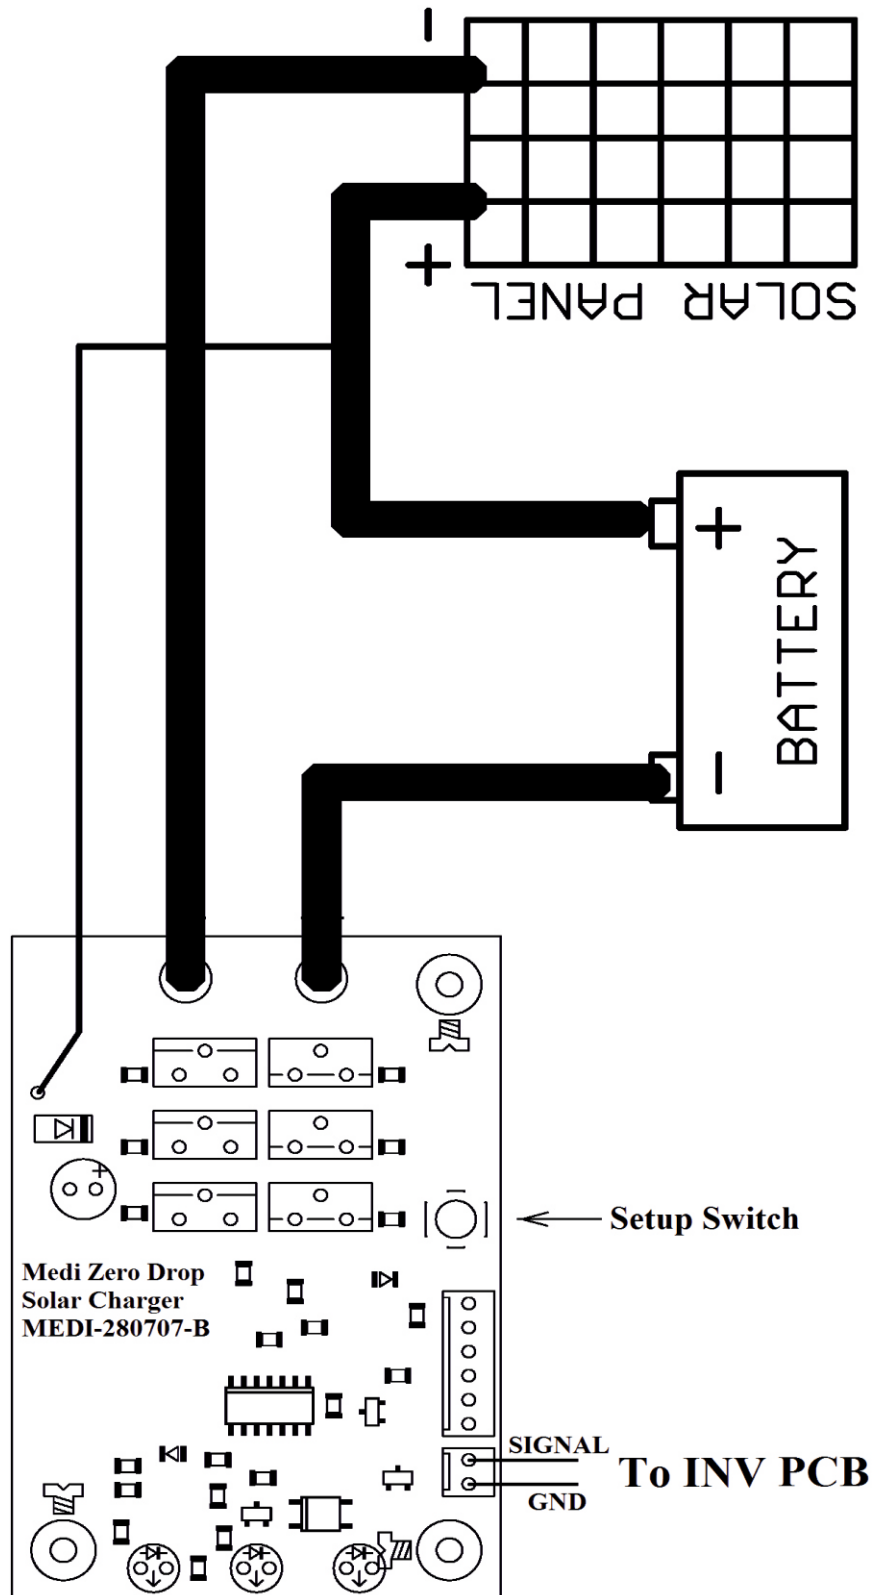 −
+
SOLAR PANEL
+
BATTERY
−
Setup Switch
Medi Zero Drop
Solar Charger
MEDI-280707-B
+
SIGNAL
To INV PCB
GND